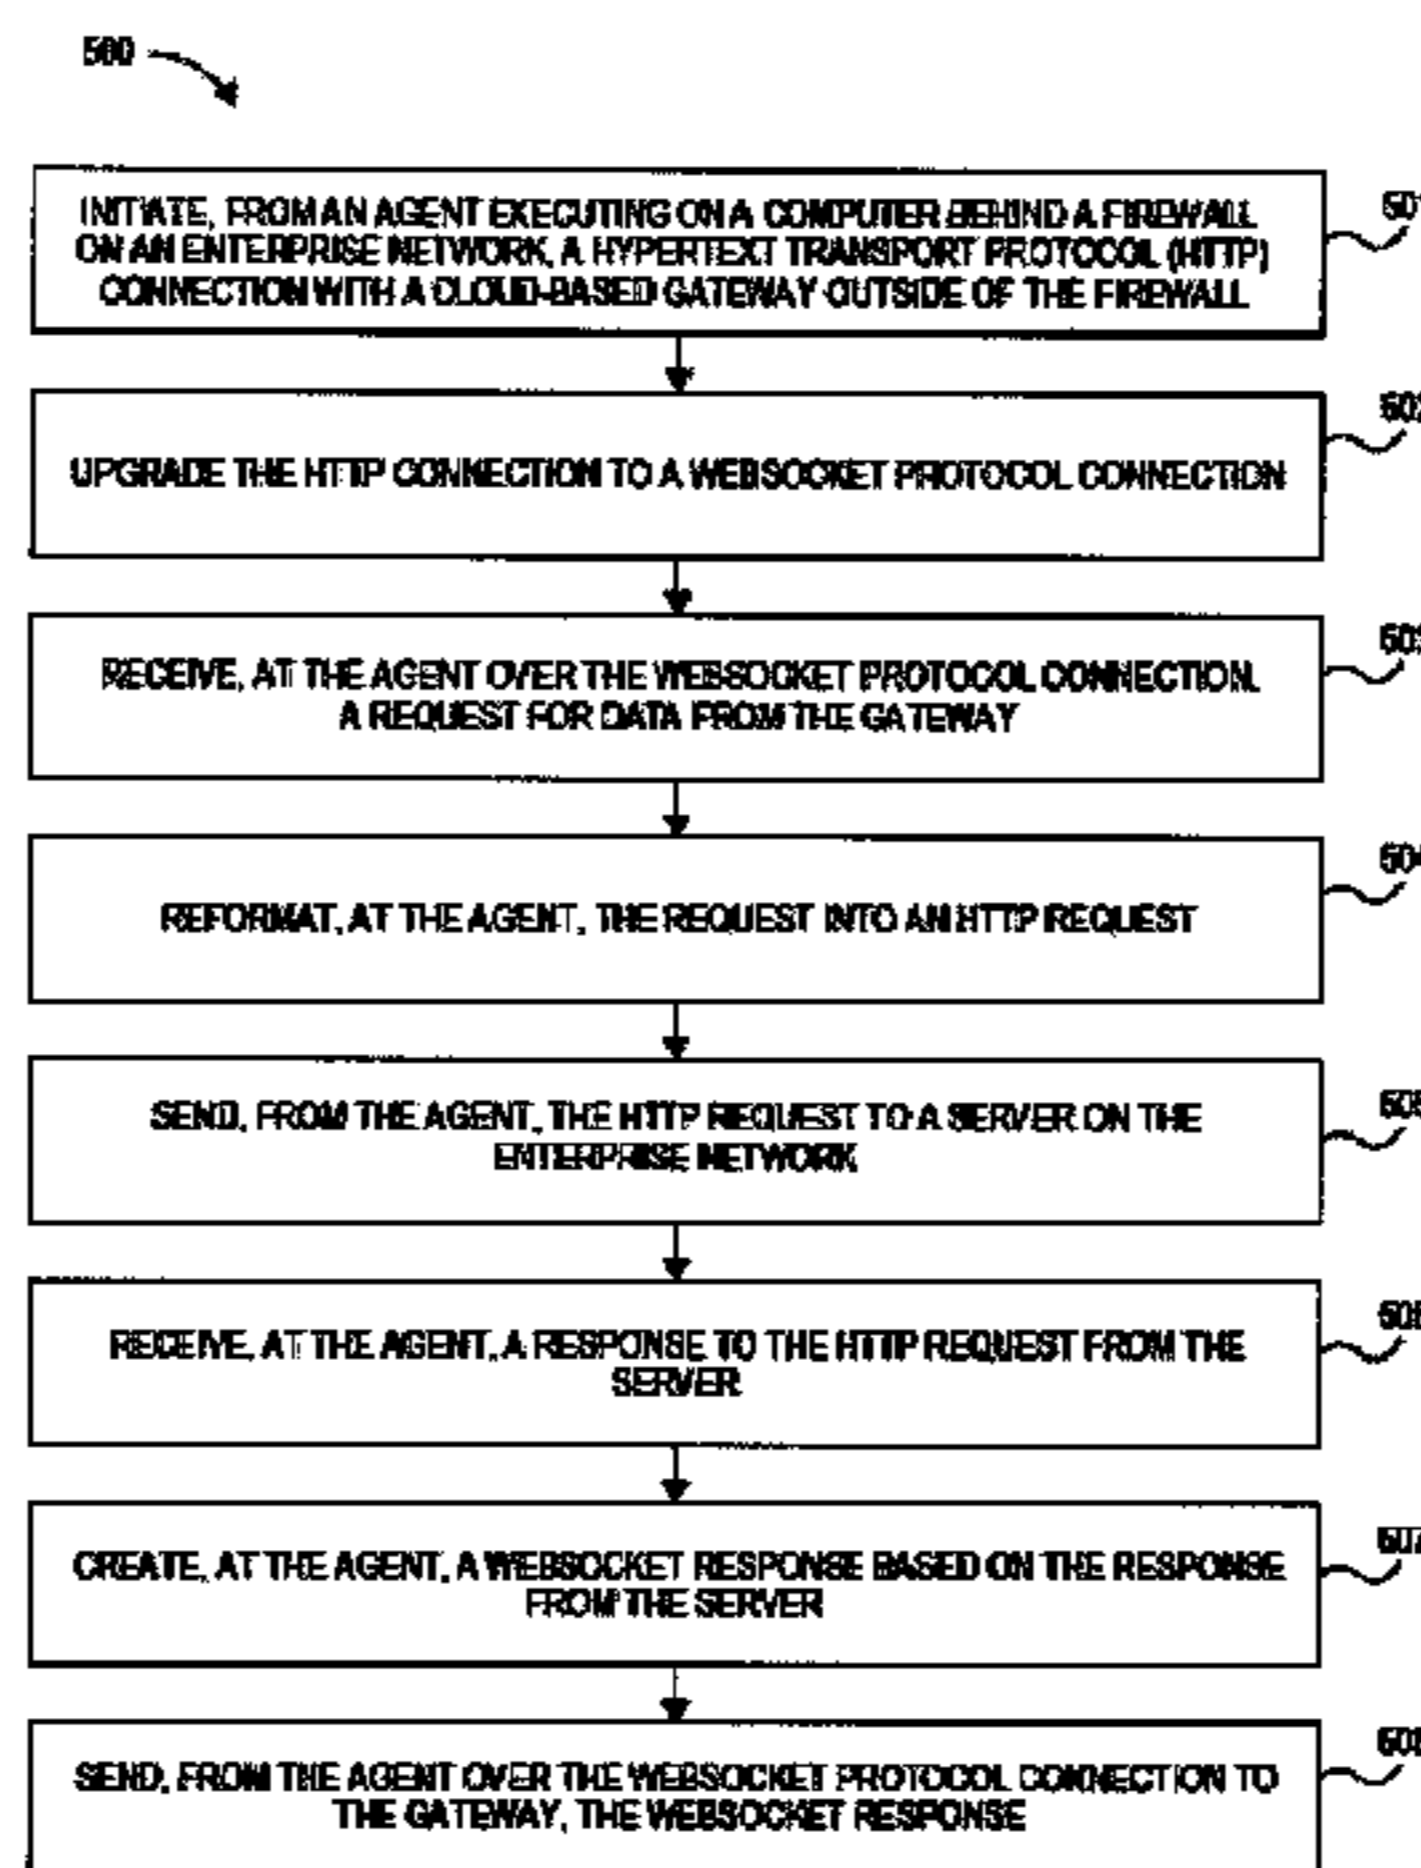 500
INITIATE, FROM AN AGENT EXECUTING ON A COMPUTER BEHIND A FIREWALL
ON AN ENTERPRISE NETWORK, A HYPERTEXT TRANSPORT PROTOCOL (HTTP)
CONNECTION WITH A CLOUD-BASED GATEWAY OUTSIDE OF THE FIREWALL
UPGRADE THE HTTP CONNECTION TO A WEBSOCKET PROTOCOL CONNECTION
502
RECEIVE, AT THE AGENT OVER THE WEBSOCKET PROTOCOL CONNECTION,
A REQUEST FOR DATA FROM THE GATEWAY
503
REFORMAT, AT THE AGENT, THE REQUEST INTO AN HTTP REQUEST
504
SEND, FROM THE AGENT, THE HTTP REQUEST TO A SERVER ON THE
ENTERPRISE NETWORK
505
RECEIVE, AT THE AGENT, A RESPONSE TO THE HTTP REQUEST FROM THE
SERVER
CREATE, AT THE AGENT, A WEBSOCKET RESPONSE BASED ON THE RESPONSE
FROM THE SERVER
507
SEND, FROM THE AGENT OVER THE WEBSOCKET PROTOCOL CONNECTION TO
THE GATEWAY, THE WEBSOCKET RESPONSE